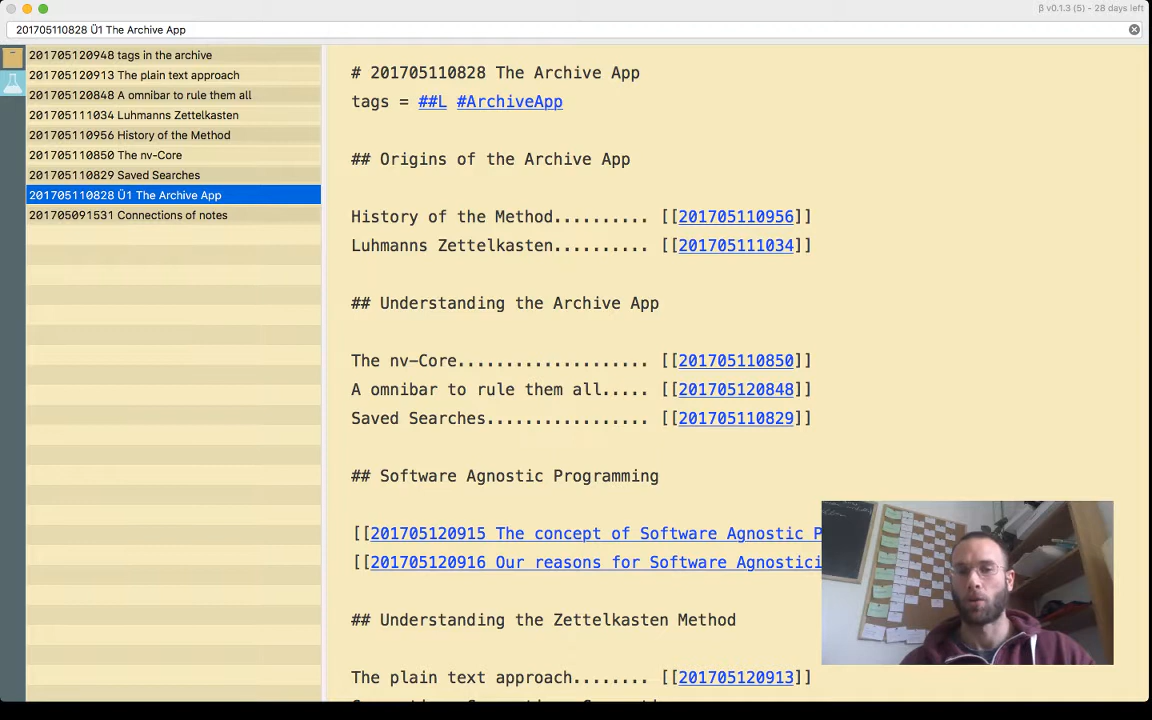 β v0.1.3 (5) - 28 days left
201705110828 Ü1 The Archive App
201705120948 tags in the archive
201705120913 The plain text approach
201705120848 A omnibar to rule them all
201705111034 Luhmanns Zettelkasten
201705110956 History of the Method
201705110850 The nv-Core
201705110829 Saved Searches
201705110828 Ü1 The Archive App
201705091531 Connections of notes
# 201705110828 The Archive App
tags = ##L #ArchiveApp
## Origins of the Archive App
History of the Method.......... [[201705110956]]
Luhmanns Zettelkasten.......... [[201705111034]]
## Understanding the Archive App
The nv-Core.................... [[201705110850]]
A omnibar to rule them all..... [[201705120848]]
Saved Searches................. [[201705110829]]
## Software Agnostic Programming
[[201705120915 The concept of Software Agnostic P
[[201705120916 Our reasons for Software Agnostici
## Understanding the Zettelkasten Method
The plain text approach........ [[201705120913]]